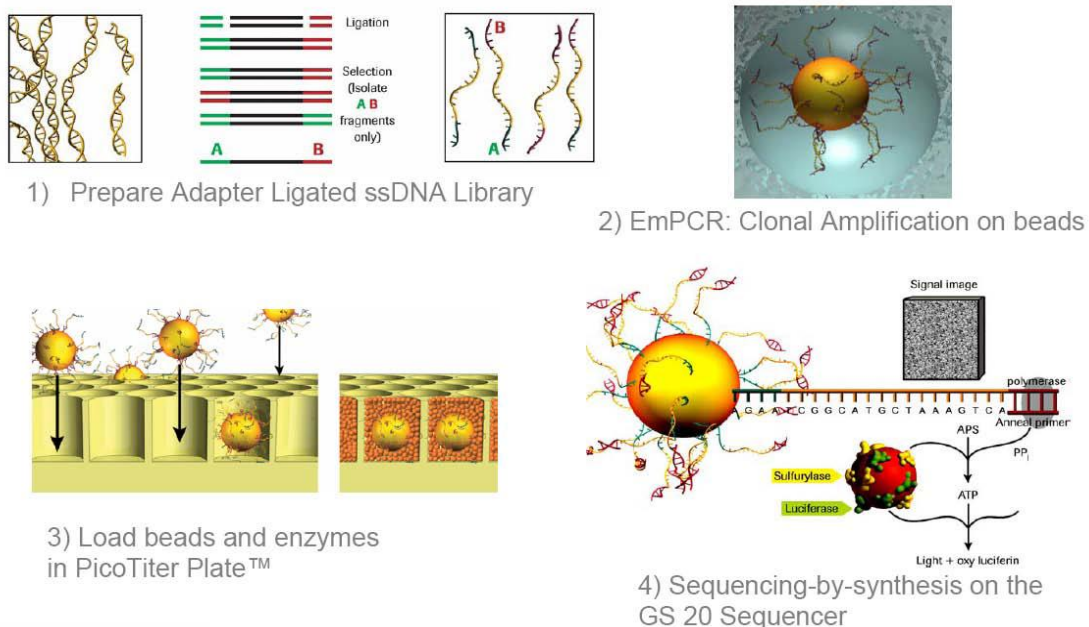 Ligation
Selection
(Isolate
A B
fragments
only)
A B
B
A
1) Prepare Adapter Ligated ssDNA Library
2) EmPCR: Clonal Amplification on beads
3) Load beads and enzymes
in PicoTiter Plate™
Signal image
polymerase
A G A A T C G G C A T G C T A A A G T C A
Anneal primer
APS
PPi
Sulfurylase
ATP
Luciferase
Light + oxy luciferin
4) Sequencing-by-synthesis on the
GS 20 Sequencer